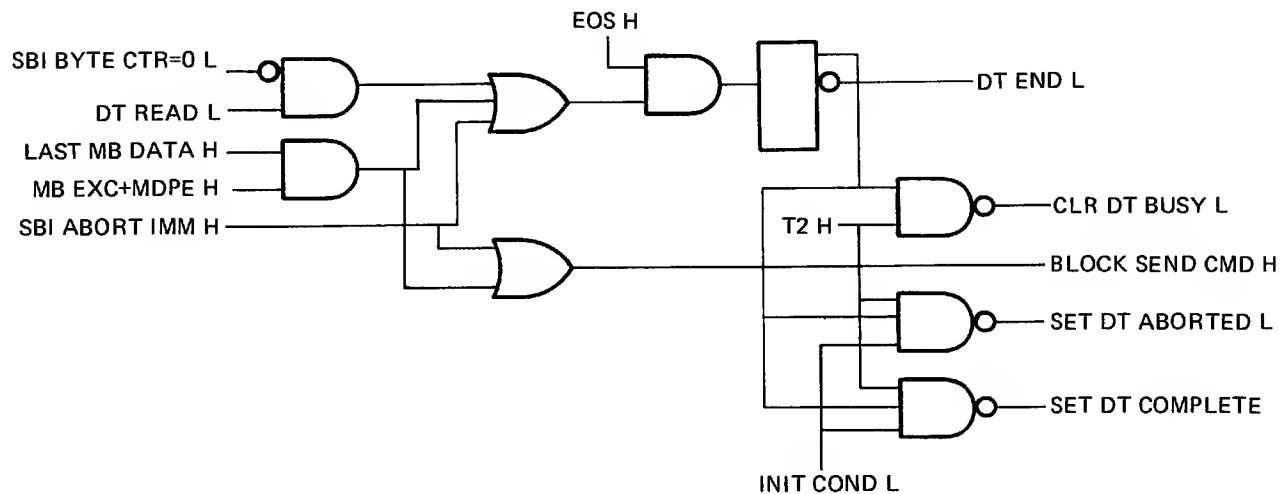 EOS H
SBI BYTE CTR=0 L
DT END L
DT READ L
LAST MB DATA H
MB EXC+MDPE H
CLR DT BUSY L
SBI ABORT IMM H
T2 H
BLOCK SEND CMD H
SET DT ABORTED L
SET DT COMPLETE
INIT COND L